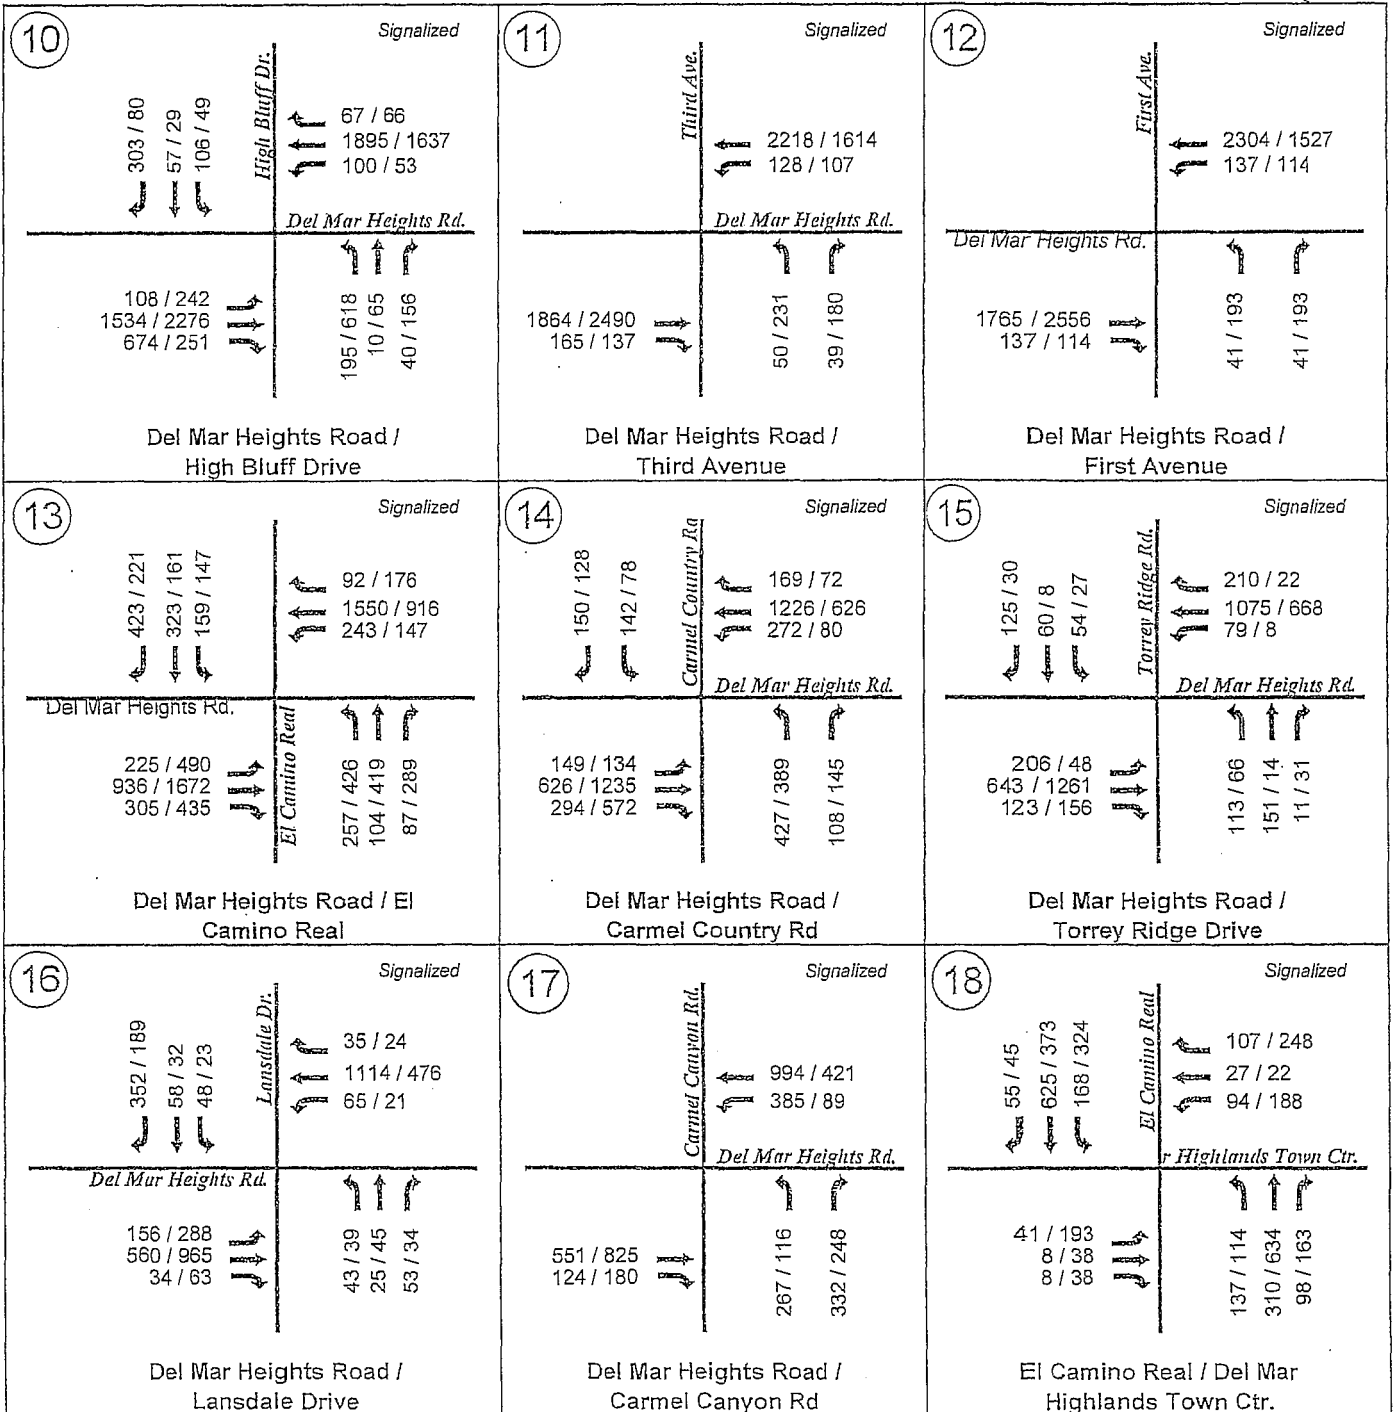 10
Signalized
303 / 80
57 / 29
106 / 49
High Bluff Dr.
67 / 66
1895 / 1637
100 / 53
Del Mar Heights Rd.
108 / 242
1534 / 2276
674 / 251
195 / 618
10 / 65
40 / 156
Del Mar Heights Road /
High Bluff Drive
11
Signalized
Third Ave.
2218 / 1614
128 / 107
Del Mar Heights Rd.
1864 / 2490
165 / 137
50 / 231
39 / 180
Del Mar Heights Road /
Third Avenue
12
Signalized
First Ave.
2304 / 1527
137 / 114
Del Mar Heights Rd.
1765 / 2556
137 / 114
41 / 193
41 / 193
Del Mar Heights Road /
First Avenue
13
Signalized
423 / 221
323 / 161
159 / 147
92 / 176
1550 / 916
243 / 147
Del Mar Heights Rd.
225 / 490
936 / 1672
305 / 435
El Camino Real
257 / 426
104 / 419
87 / 289
Del Mar Heights Road / El
Camino Real
14
Signalized
150 / 128
142 / 78
Carmel Country Ra
169 / 72
1226 / 626
272 / 80
Del Mar Heights Rd.
149 / 134
626 / 1235
294 / 572
427 / 389
108 / 145
Del Mar Heights Road /
Carmel Country Rd
15
Signalized
125 / 30
60 / 8
54 / 27
Torrey Ridge Rd.
210 / 22
1075 / 668
79 / 8
Del Mar Heights Rd.
206 / 48
643 / 1261
123 / 156
113 / 66
151 / 14
11 / 31
Del Mar Heights Road /
Torrey Ridge Drive
16
Signalized
352 / 189
58 / 32
48 / 23
Lansdale Dr.
35 / 24
1114 / 476
65 / 21
Del Mar Heights Rd.
156 / 288
560 / 965
34 / 63
43 / 39
25 / 45
53 / 34
Del Mar Heights Road /
Lansdale Drive
17
Signalized
Carmel Canyon Rd.
994 / 421
385 / 89
Del Mar Heights Rd.
551 / 825
124 / 180
267 / 116
332 / 248
Del Mar Heights Road /
Carmel Canyon Rd
18
Signalized
55 / 45
625 / 373
168 / 324
El Camino Real
107 / 248
27 / 22
94 / 188
r Highlands Town Ctr.
41 / 193
8 / 38
8 / 38
137 / 114
310 / 634
98 / 163
El Camino Real / Del Mar
Highlands Town Ctr.